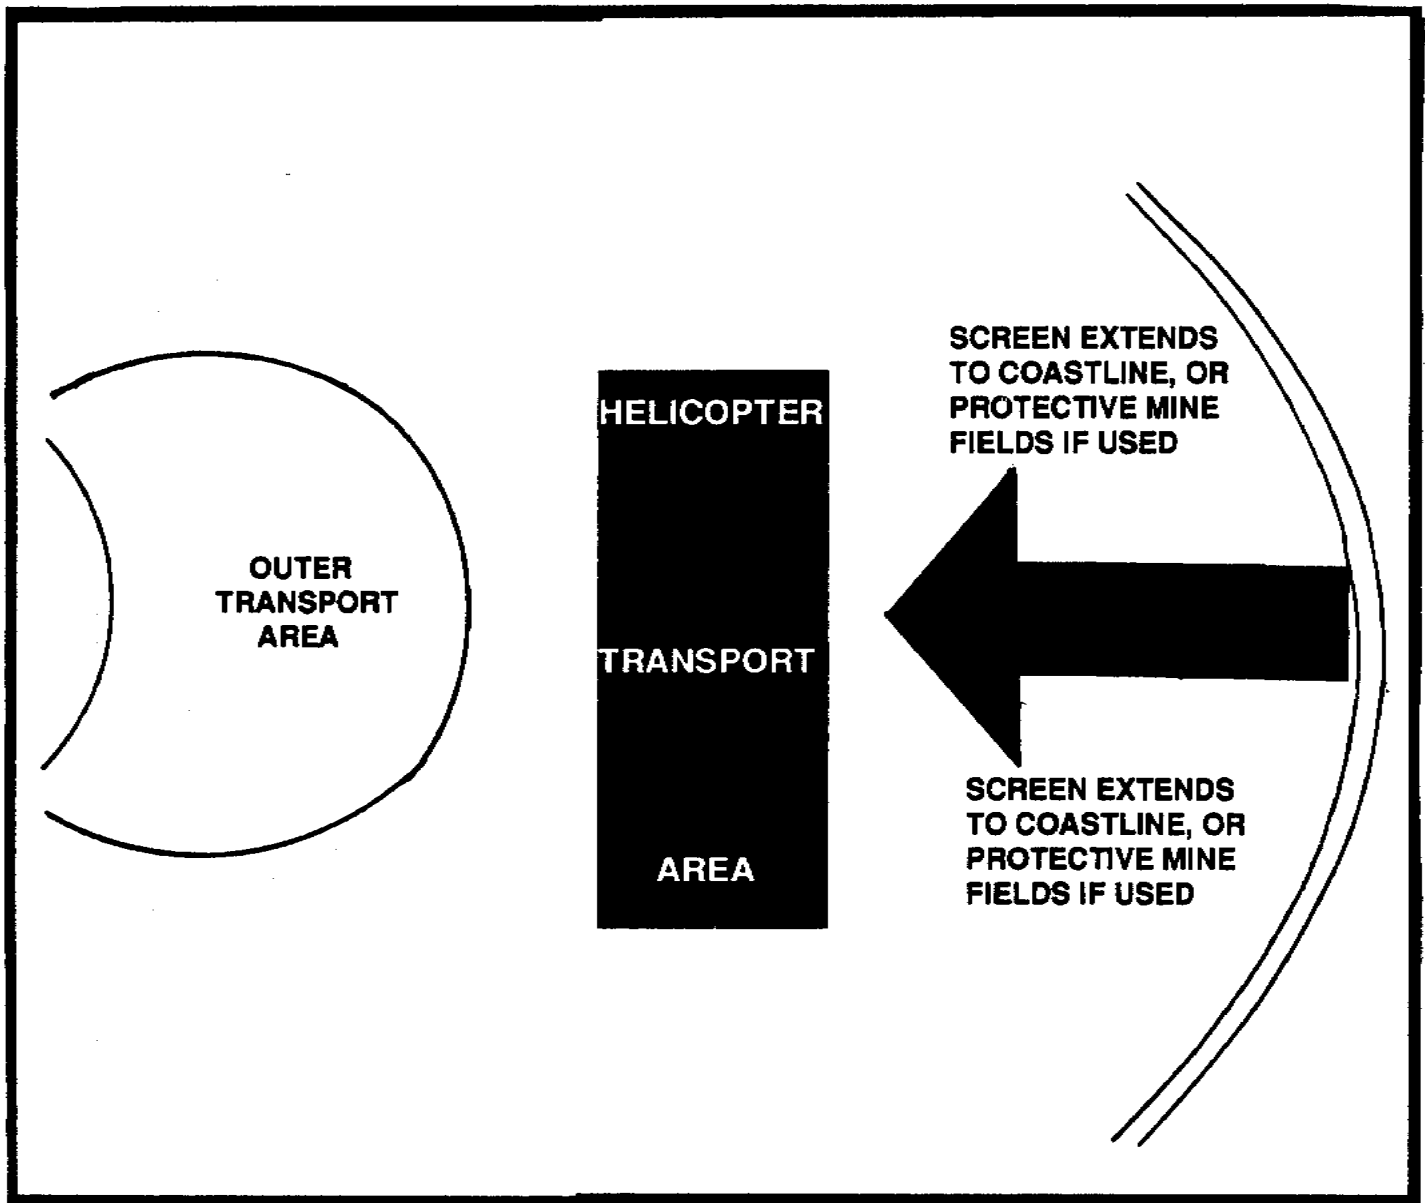 SCREEN EXTENDS
TO COASTLINE, OR
PROTECTIVE MINE
FIELDS IF USED
HELICOPTER
TRANSPORT
AREA
OUTER
TRANSPORT
AREA
SCREEN EXTENDS
TO COASTLINE, OR
PROTECTIVE MINE
FIELDS IF USED